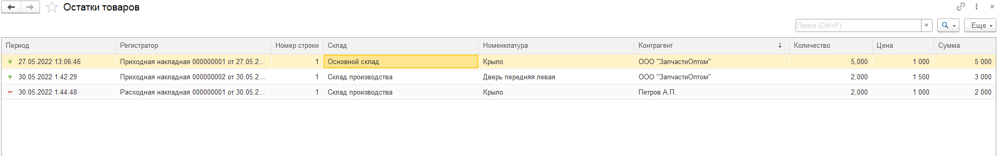 Остатки товаров
Поиск (Ctrl+F) × Еще
Период Регистратор Номер строки Склад Номенклатура Контрагент ↓ Количество Цена Сумма
27.05.2022 13:06:46 Приходная накладная 000000001 от 27.05.2... 1 Основной склад Крыло ООО "ЗапчастиОптом" 5,000 1 000 5 000
30.05.2022 1:42:29 Приходная накладная 000000002 от 30.05.2... 1 Склад производства Дверь передняя левая ООО "ЗапчастиОптом" 2,000 1 500 3 000
30.05.2022 1:44:48 Расходная накладная 000000001 от 30.05.2... 1 Склад производства Крыло Петров А.П. 2,000 1 000 2 000